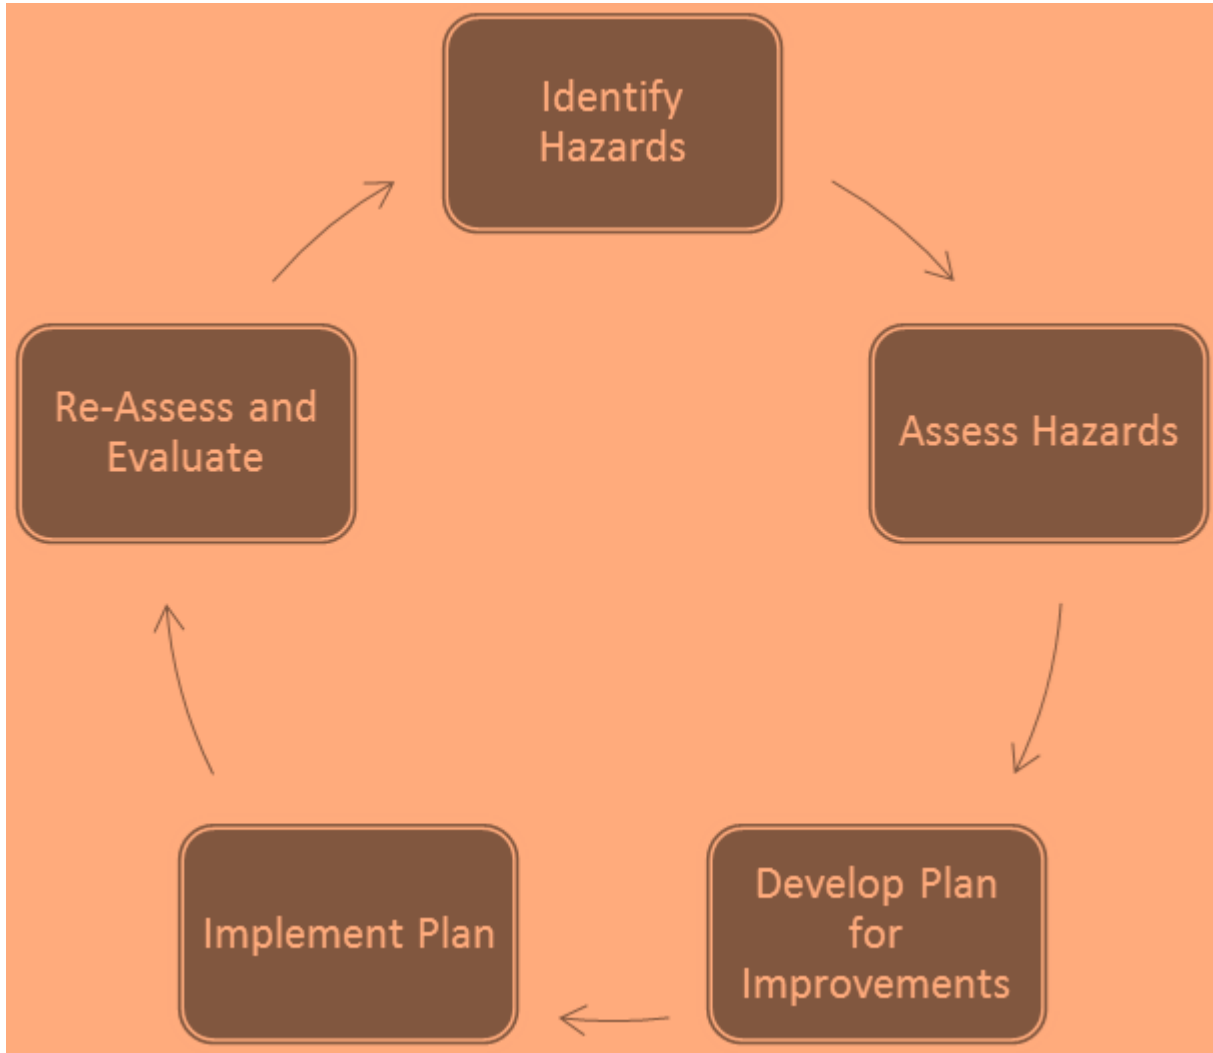 Identify
Hazards
Assess Hazards
Develop Plan
for
Improvements
Implement Plan
Re-Assess and
Evaluate